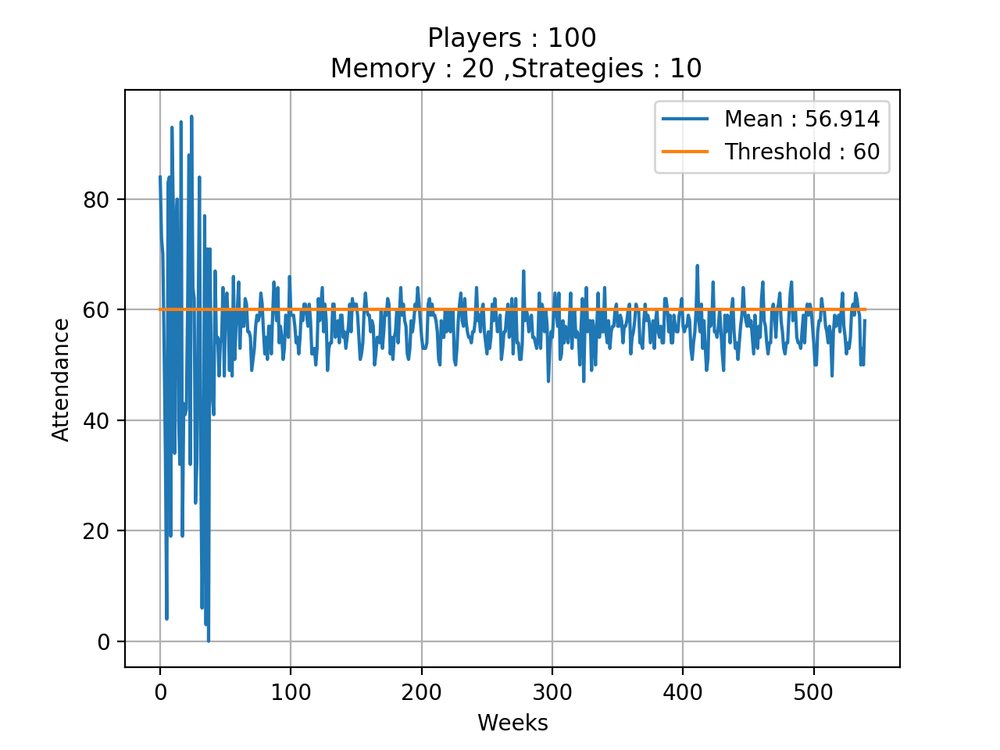 Players : 100
Memory : 20 ,Strategies : 10
Mean : 56.914
Threshold : 60
80
60
40
20
0
Attendance
0 100 200 300 400 500
Weeks